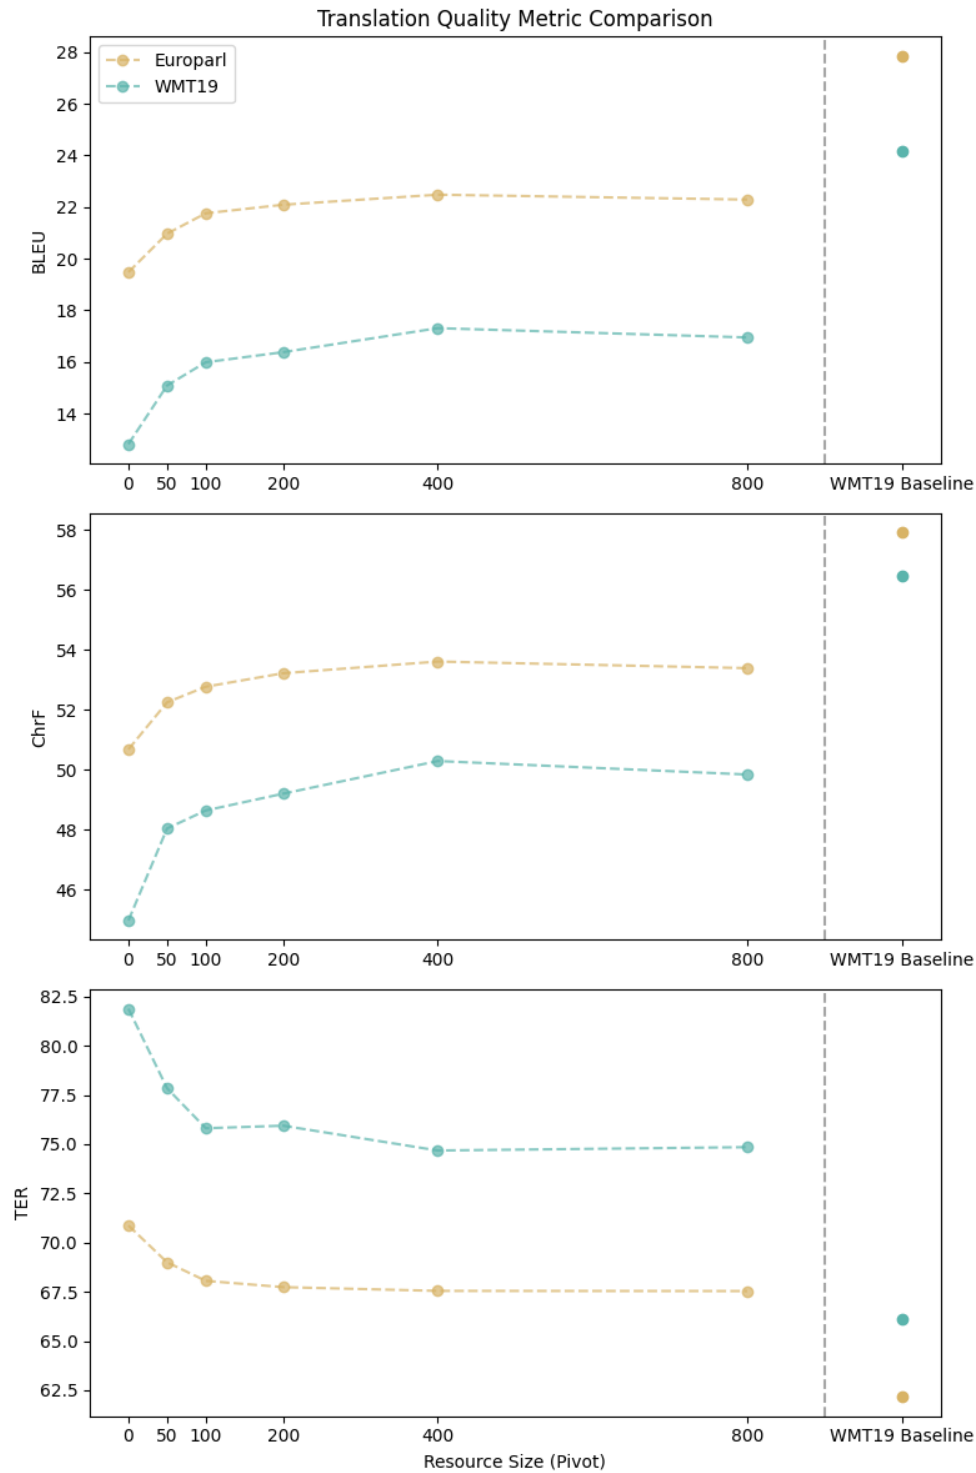 Translation Quality Metric Comparison
Europarl
WMT19
BLEU
28
26
24
22
20
18
16
14
0 50 100 200 400 800 WMT19 Baseline
ChrF
58
56
54
52
50
48
46
0 50 100 200 400 800 WMT19 Baseline
TER
82.5
80.0
77.5
75.0
72.5
70.0
67.5
65.0
62.5
0 50 100 200 400 800 WMT19 Baseline
Resource Size (Pivot)